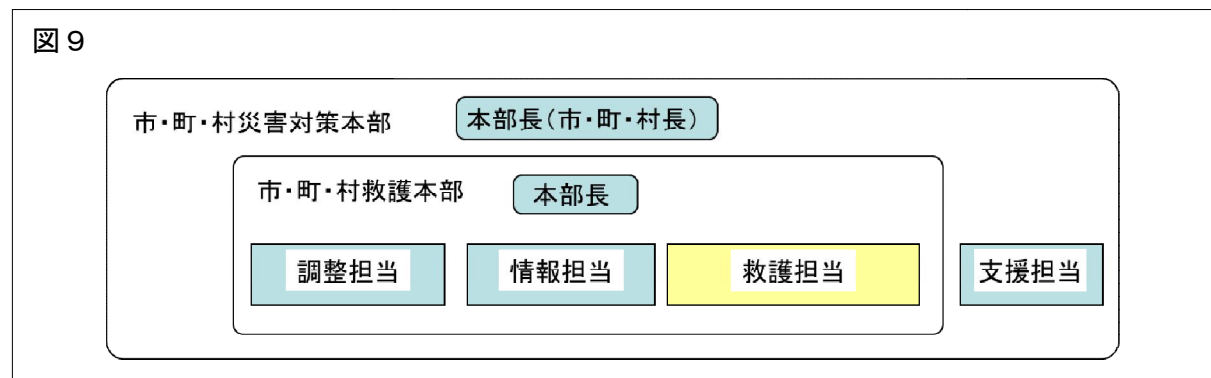 図9
市・町・村災害対策本部 本部長(市・町・村長)
市・町・村救護本部 本部長
調整担当 情報担当 救護担当 支援担当